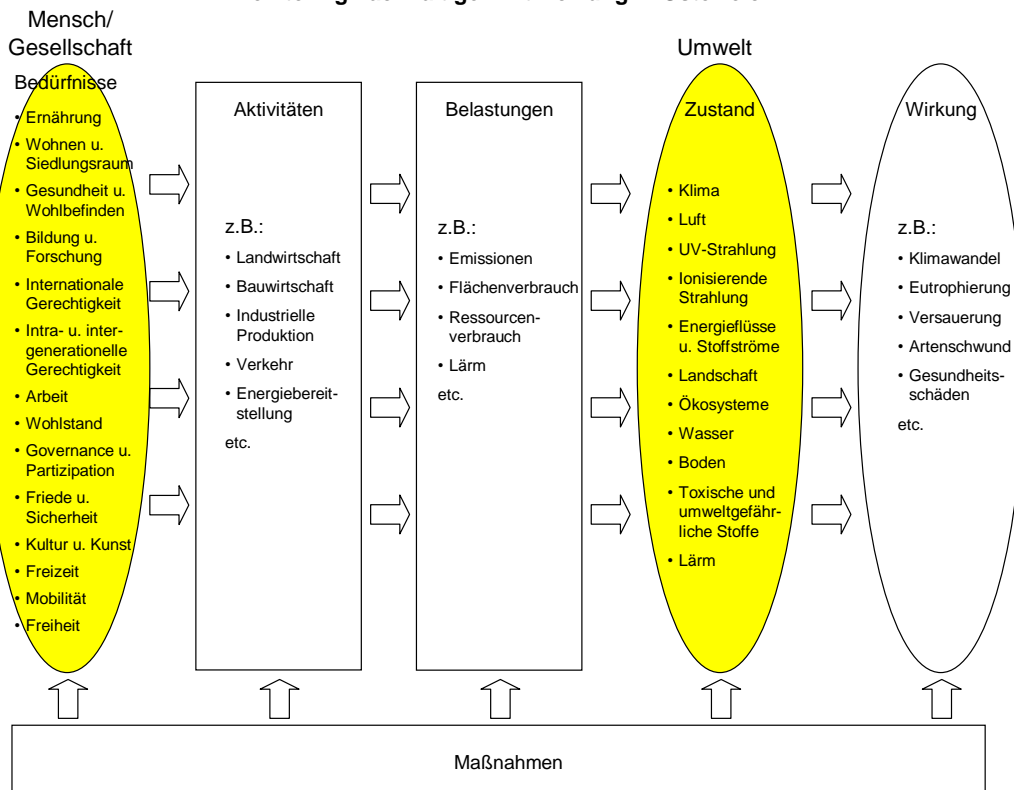 Mensch/
Gesellschaft
Bedürfnisse
• Ernährung
• Wohnen u.
Siedlungsraum
• Gesundheit u.
Wohlbefinden
• Bildung u.
Forschung
• Internationale
Gerechtigkeit
• Intra- u. inter-
generationelle
Gerechtigkeit
• Arbeit
• Wohlstand
• Governance u.
Partizipation
• Friede u.
Sicherheit
• Kultur u. Kunst
• Freizeit
• Mobilität
• Freiheit
Aktivitäten
z.B.:
• Landwirtschaft
• Bauwirtschaft
• Industrielle
Produktion
• Verkehr
• Energiebereit-
stellung
etc.
Belastungen
z.B.:
• Emissionen
• Flächenverbrauch
• Ressourcen-
verbrauch
• Lärm
etc.
Umwelt
Zustand
• Klima
• Luft
• UV-Strahlung
• Ionisierende
Strahlung
• Energieflüsse
u. Stoffströme
• Landschaft
• Ökosysteme
• Wasser
• Boden
• Toxische und
umweltgefähr-
liche Stoffe
• Lärm
Wirkung
z.B.:
• Klimawandel
• Eutrophierung
• Versauerung
• Artenschwund
• Gesundheits-
schäden
etc.
Maßnahmen